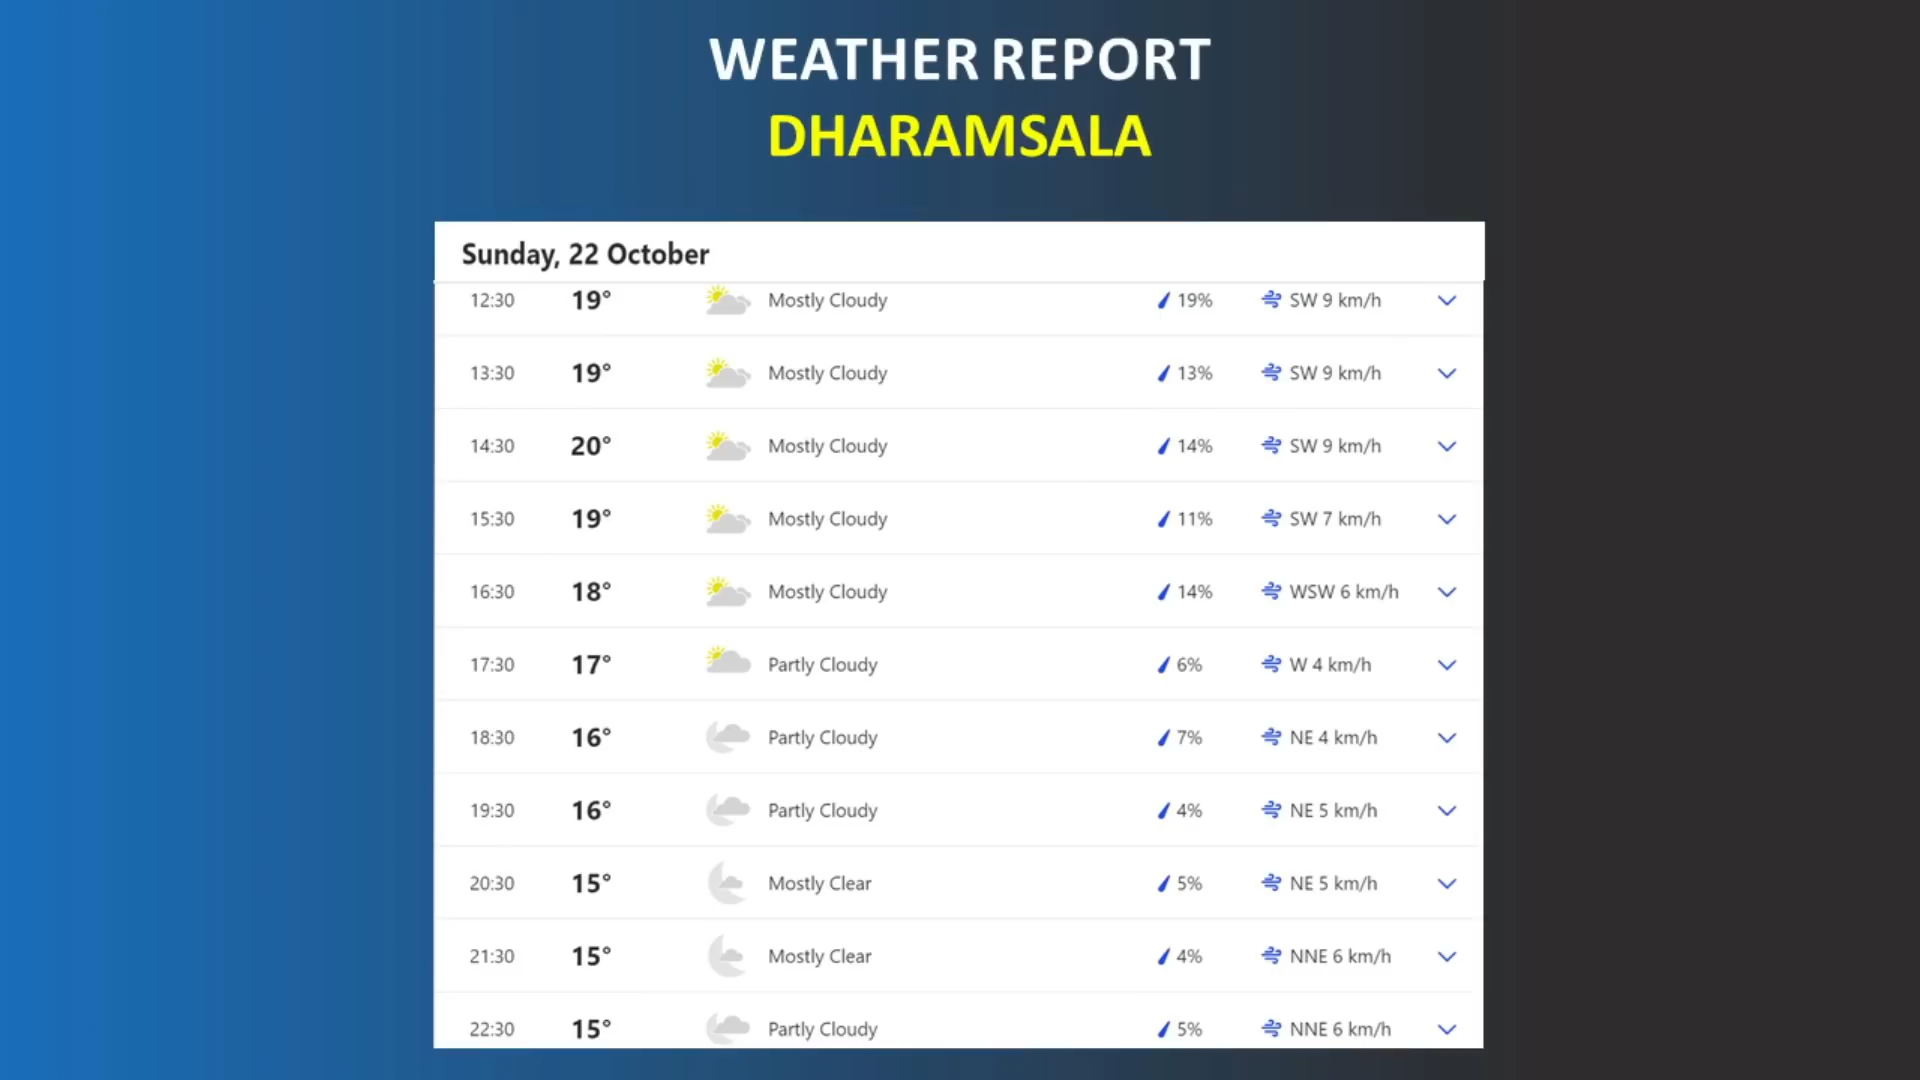 WEATHER REPORT
DHARAMSALA
Sunday, 22 October
12:30 19° Mostly Cloudy 19% SW 9 km/h
13:30 19° Mostly Cloudy 13% SW 9 km/h
14:30 20° Mostly Cloudy 14% SW 9 km/h
15:30 19° Mostly Cloudy 11% SW 7 km/h
16:30 18° Mostly Cloudy 14% WSW 6 km/h
17:30 17° Partly Cloudy 6% W 4 km/h
18:30 16° Partly Cloudy 7% NE 4 km/h
19:30 16° Partly Cloudy 4% NE 5 km/h
20:30 15° Mostly Clear 5% NE 5 km/h
21:30 15° Mostly Clear 4% NNE 6 km/h
22:30 15° Partly Cloudy 5% NNE 6 km/h